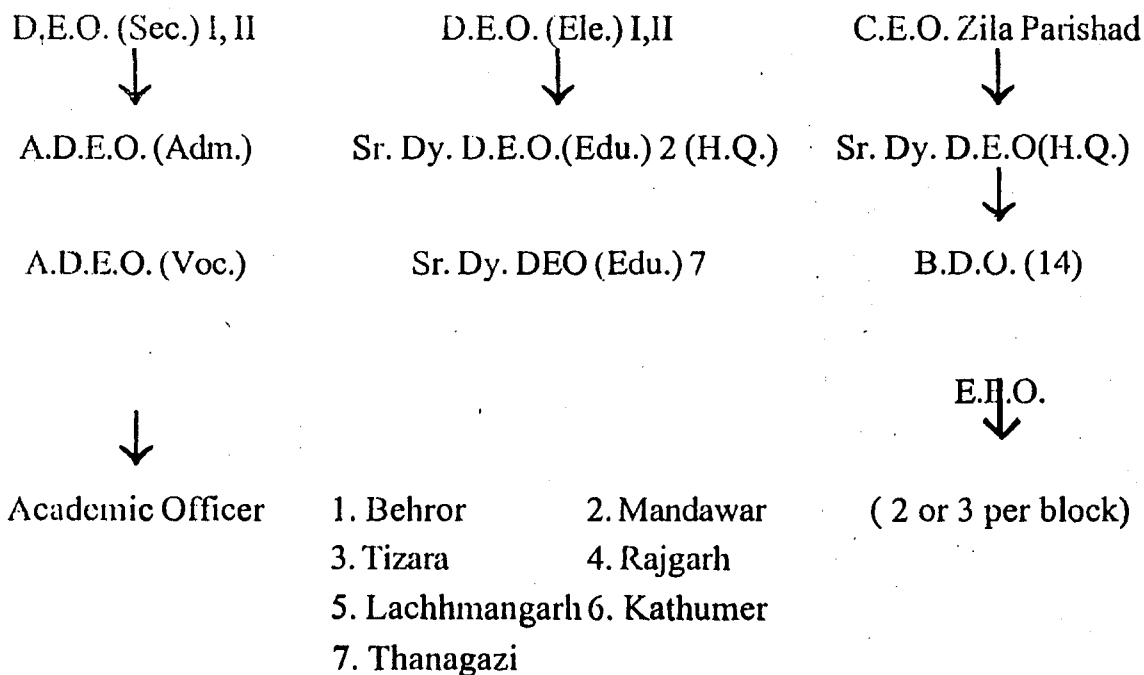 D.E.O. (Sec.) I, II D.E.O. (Ele.) I,II C.E.O. Zila Parishad
A.D.E.O. (Adm.) Sr. Dy. D.E.O.(Edu.) 2 (H.Q.) Sr. Dy. D.E.O(H.Q.)
A.D.E.O. (Voc.) Sr. Dy. DEO (Edu.) 7 B.D.O. (14)
E.E.O.
Academic Officer 1. Behror 2. Mandawar ( 2 or 3 per block)
3. Tizara 4. Rajgarh
5. Lachhmangarh 6. Kathumer
7. Thanagazi